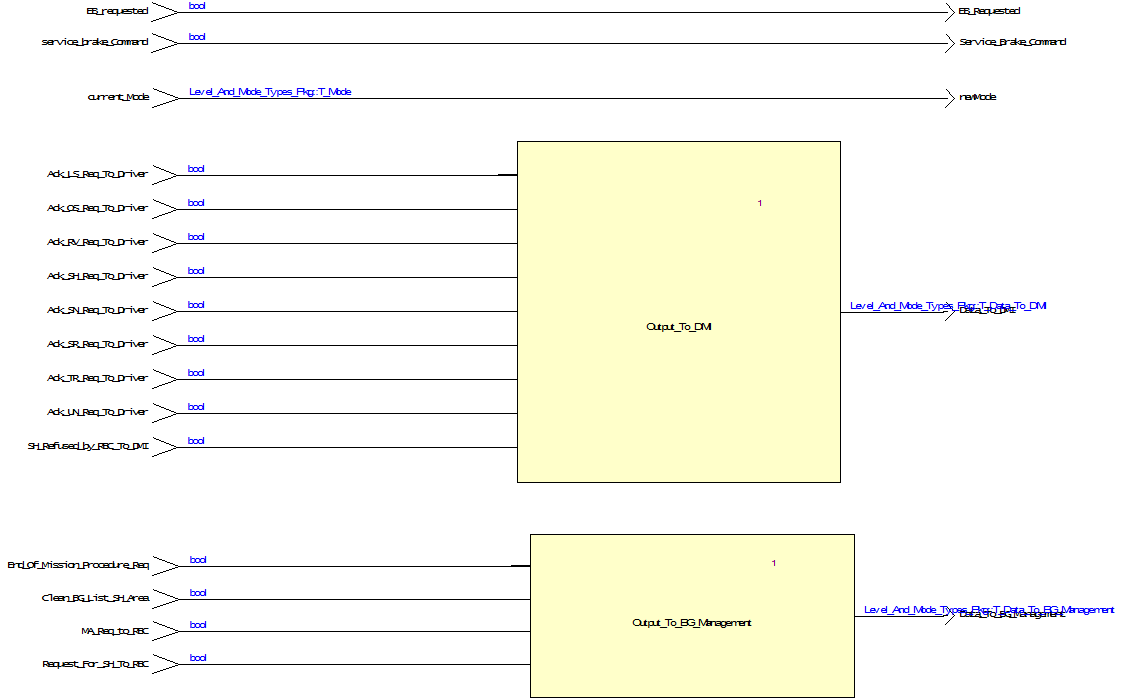 EB_requested bool EB_Requested
service_brake_Command bool Service_Brake_Command
current_Mode Level_And_Mode_Types_Pkg::T_Mode newMode
Ack_LS_Req_To_Driver bool
Ack_OS_Req_To_Driver bool 1
Ack_RV_Req_To_Driver bool
Ack_SH_Req_To_Driver bool
Ack_SN_Req_To_Driver bool Level_And_Mode_Types_Pkg::T_Data_To_DMI
Data_To_DMI
Output_To_DMI
Ack_SR_Req_To_Driver bool
Ack_TR_Req_To_Driver bool
Ack_UN_Req_To_Driver bool
SH_Refused_by_RBC_To_DMI bool
End_Of_Mission_Procedure_Req bool 1
Clean_BG_List_SH_Area bool Level_And_Mode_Types_Pkg::T_Data_To_BG_Management
Data_To_BG_Management
Output_To_BG_Management
MA_Req_to_RBC bool
Request_For_SH_To_RBC bool